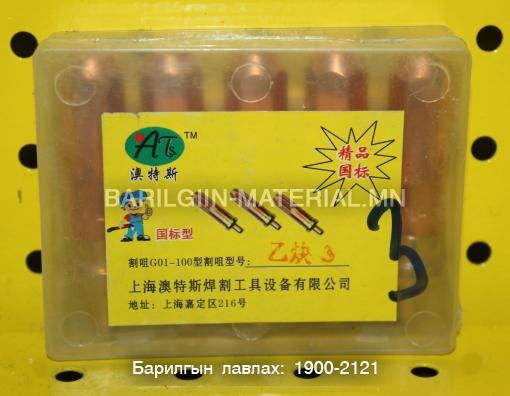 ATs TM
澳特斯
精品
国标
BARILGIIN-MATERIAL.MN
国标型
割咀G01-100型割咀型号: 乙炔 3
3
上海澳特斯焊割工具设备有限公司
地址: 上海嘉定区216号
Барилгын лавлах: 1900-2121